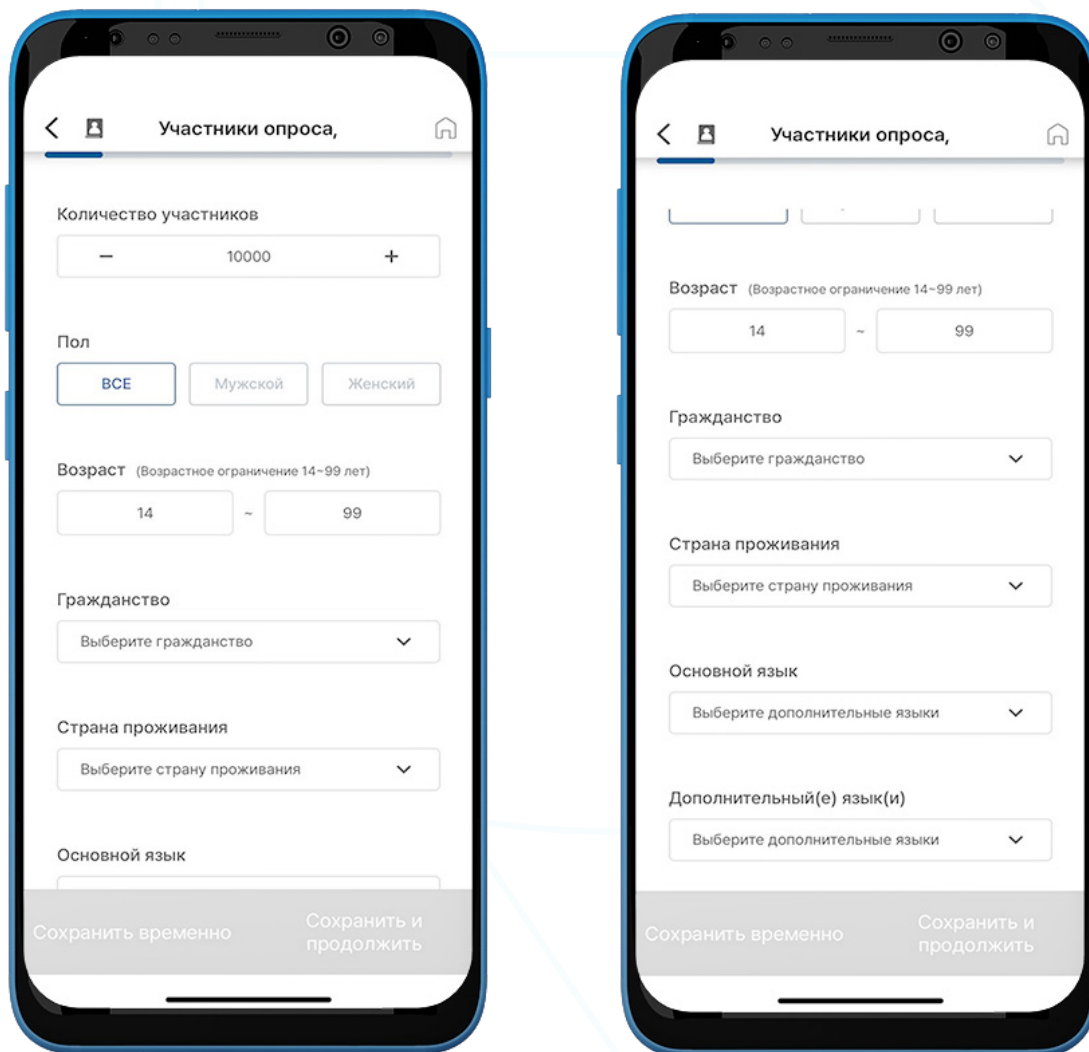 Участники опроса,
Количество участников
− 10000 +
Пол
ВСЕ Мужской Женский
Возраст (Возрастное ограничение 14~99 лет)
14 ~ 99
Гражданство
Выберите гражданство
Страна проживания
Выберите страну проживания
Основной язык
Сохранить временно
Сохранить и
продолжить
Участники опроса,
Возраст (Возрастное ограничение 14~99 лет)
14 ~ 99
Гражданство
Выберите гражданство
Страна проживания
Выберите страну проживания
Основной язык
Выберите дополнительные языки
Дополнительный(е) язык(и)
Выберите дополнительные языки
Сохранить временно
Сохранить и
продолжить